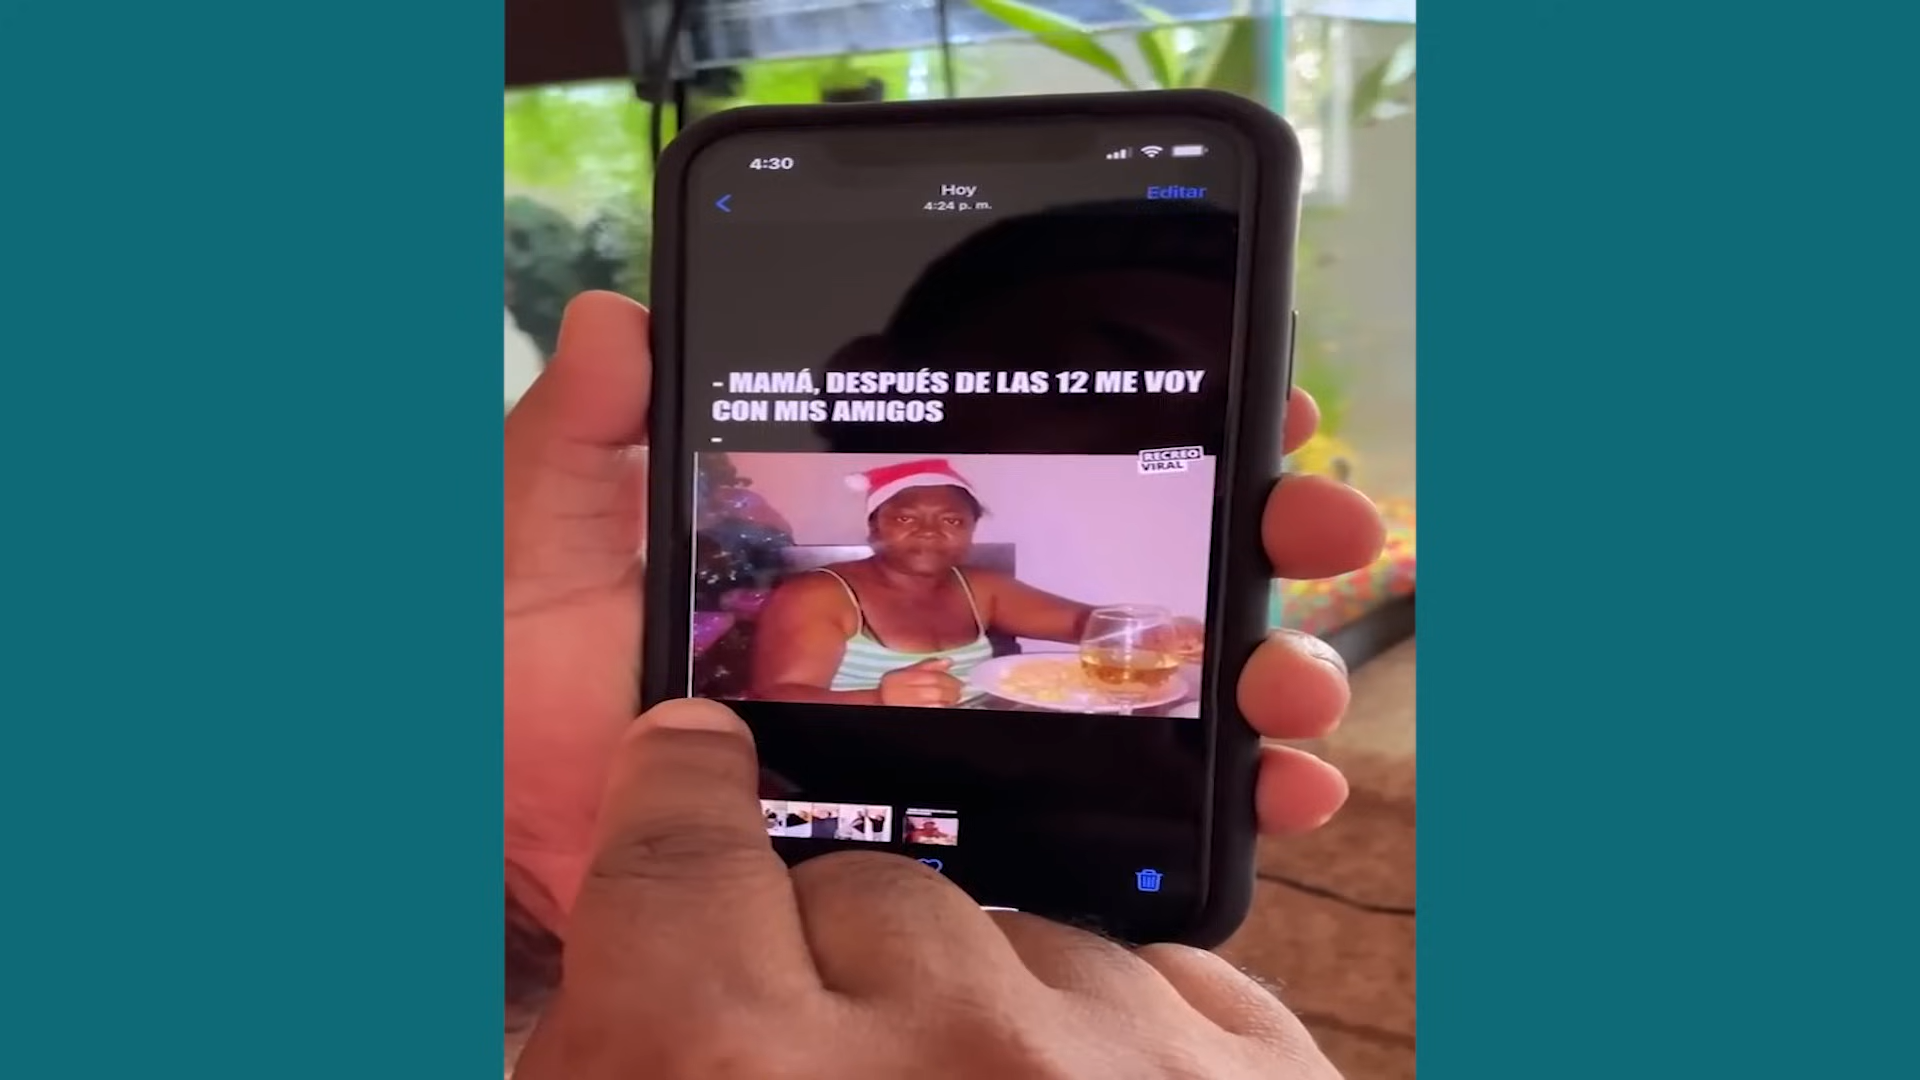 4:30
Hoy
4:24 p. m.
Editar
- MAMÁ, DESPUÉS DE LAS 12 ME VOY
CON MIS AMIGOS
-
RECREO
VIRAL